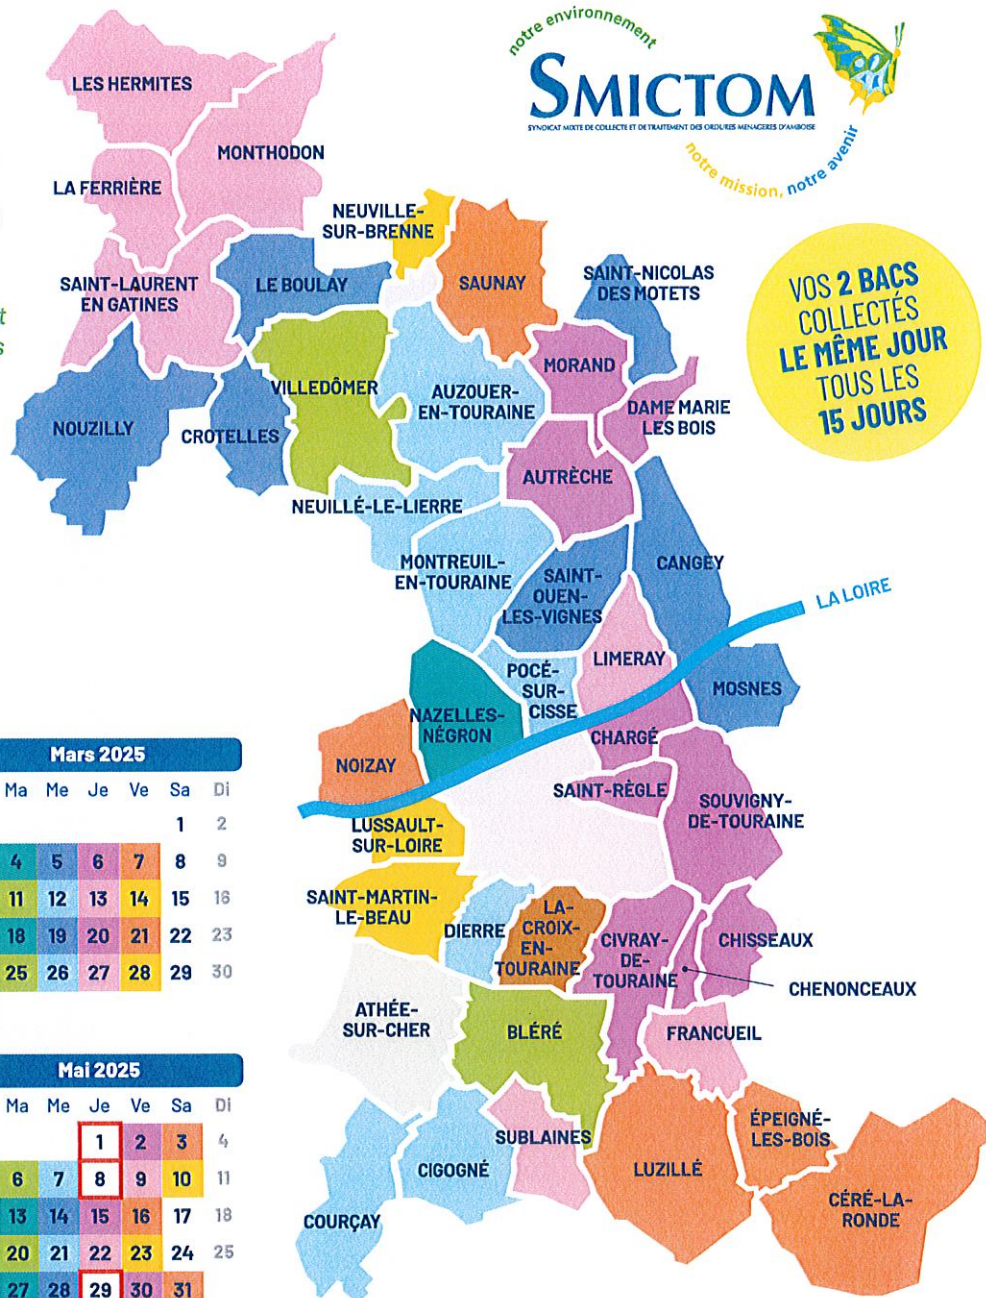 notre environnement
SMICTOM
SYNDICAT MIXTE DE COLLECTE ET DE TRAITEMENT DES ORDURES MENAGERES D'AMBOISE
notre mission, notre avenir
VOS 2 BACS
COLLECTÉS
LE MÊME JOUR
TOUS LES
15 JOURS
LES HERMITES
MONTHODON
LA FERRIÈRE
NEUVILLE-
SUR-BRENNE
SAINT-LAURENT
EN GATINES
LE BOULAY
SAUNAY
SAINT-NICOLAS
DES MOTETS
MORAND
VILLEDÔMER
AUZOUER-
EN-TOURAINE
DAME MARIE
LES BOIS
NOUZILLY
CROTELLES
AUTRÈCHE
NEUILLÉ-LE-LIERRE
MONTREUIL-
EN-TOURAINE
SAINT-
OUEN-
LES-VIGNES
CANGEY
LA LOIRE
LIMERAY
POCÉ-
SUR-
CISSE
MOSNES
NAZELLES-
NÉGRON
CHARGÉ
NOIZAY
SAINT-RÈGLE
SOUVIGNY-
DE-TOURAINE
LUSSAULT-
SUR-LOIRE
SAINT-MARTIN-
LE-BEAU
DIERRE
LA-
CROIX-
EN-
TOURAINE
CIVRAY-
DE-
TOURAINE
CHISSEAUX
CHENONCEAUX
ATHÉE-
SUR-CHER
BLÉRÉ
FRANCUEIL
SUBLAINES
ÉPEIGNÉ-
LES-BOIS
CIGOGNÉ
LUZILLÉ
CÉRÉ-LA-
RONDE
COURÇAY
Mars 2025
Ma Me Je Ve Sa Di
1 2
4 5 6 7 8 9
11 12 13 14 15 16
18 19 20 21 22 23
25 26 27 28 29 30
Mai 2025
Ma Me Je Ve Sa Di
1 2 3 4
6 7 8 9 10 11
13 14 15 16 17 18
20 21 22 23 24 25
27 28 29 30 31